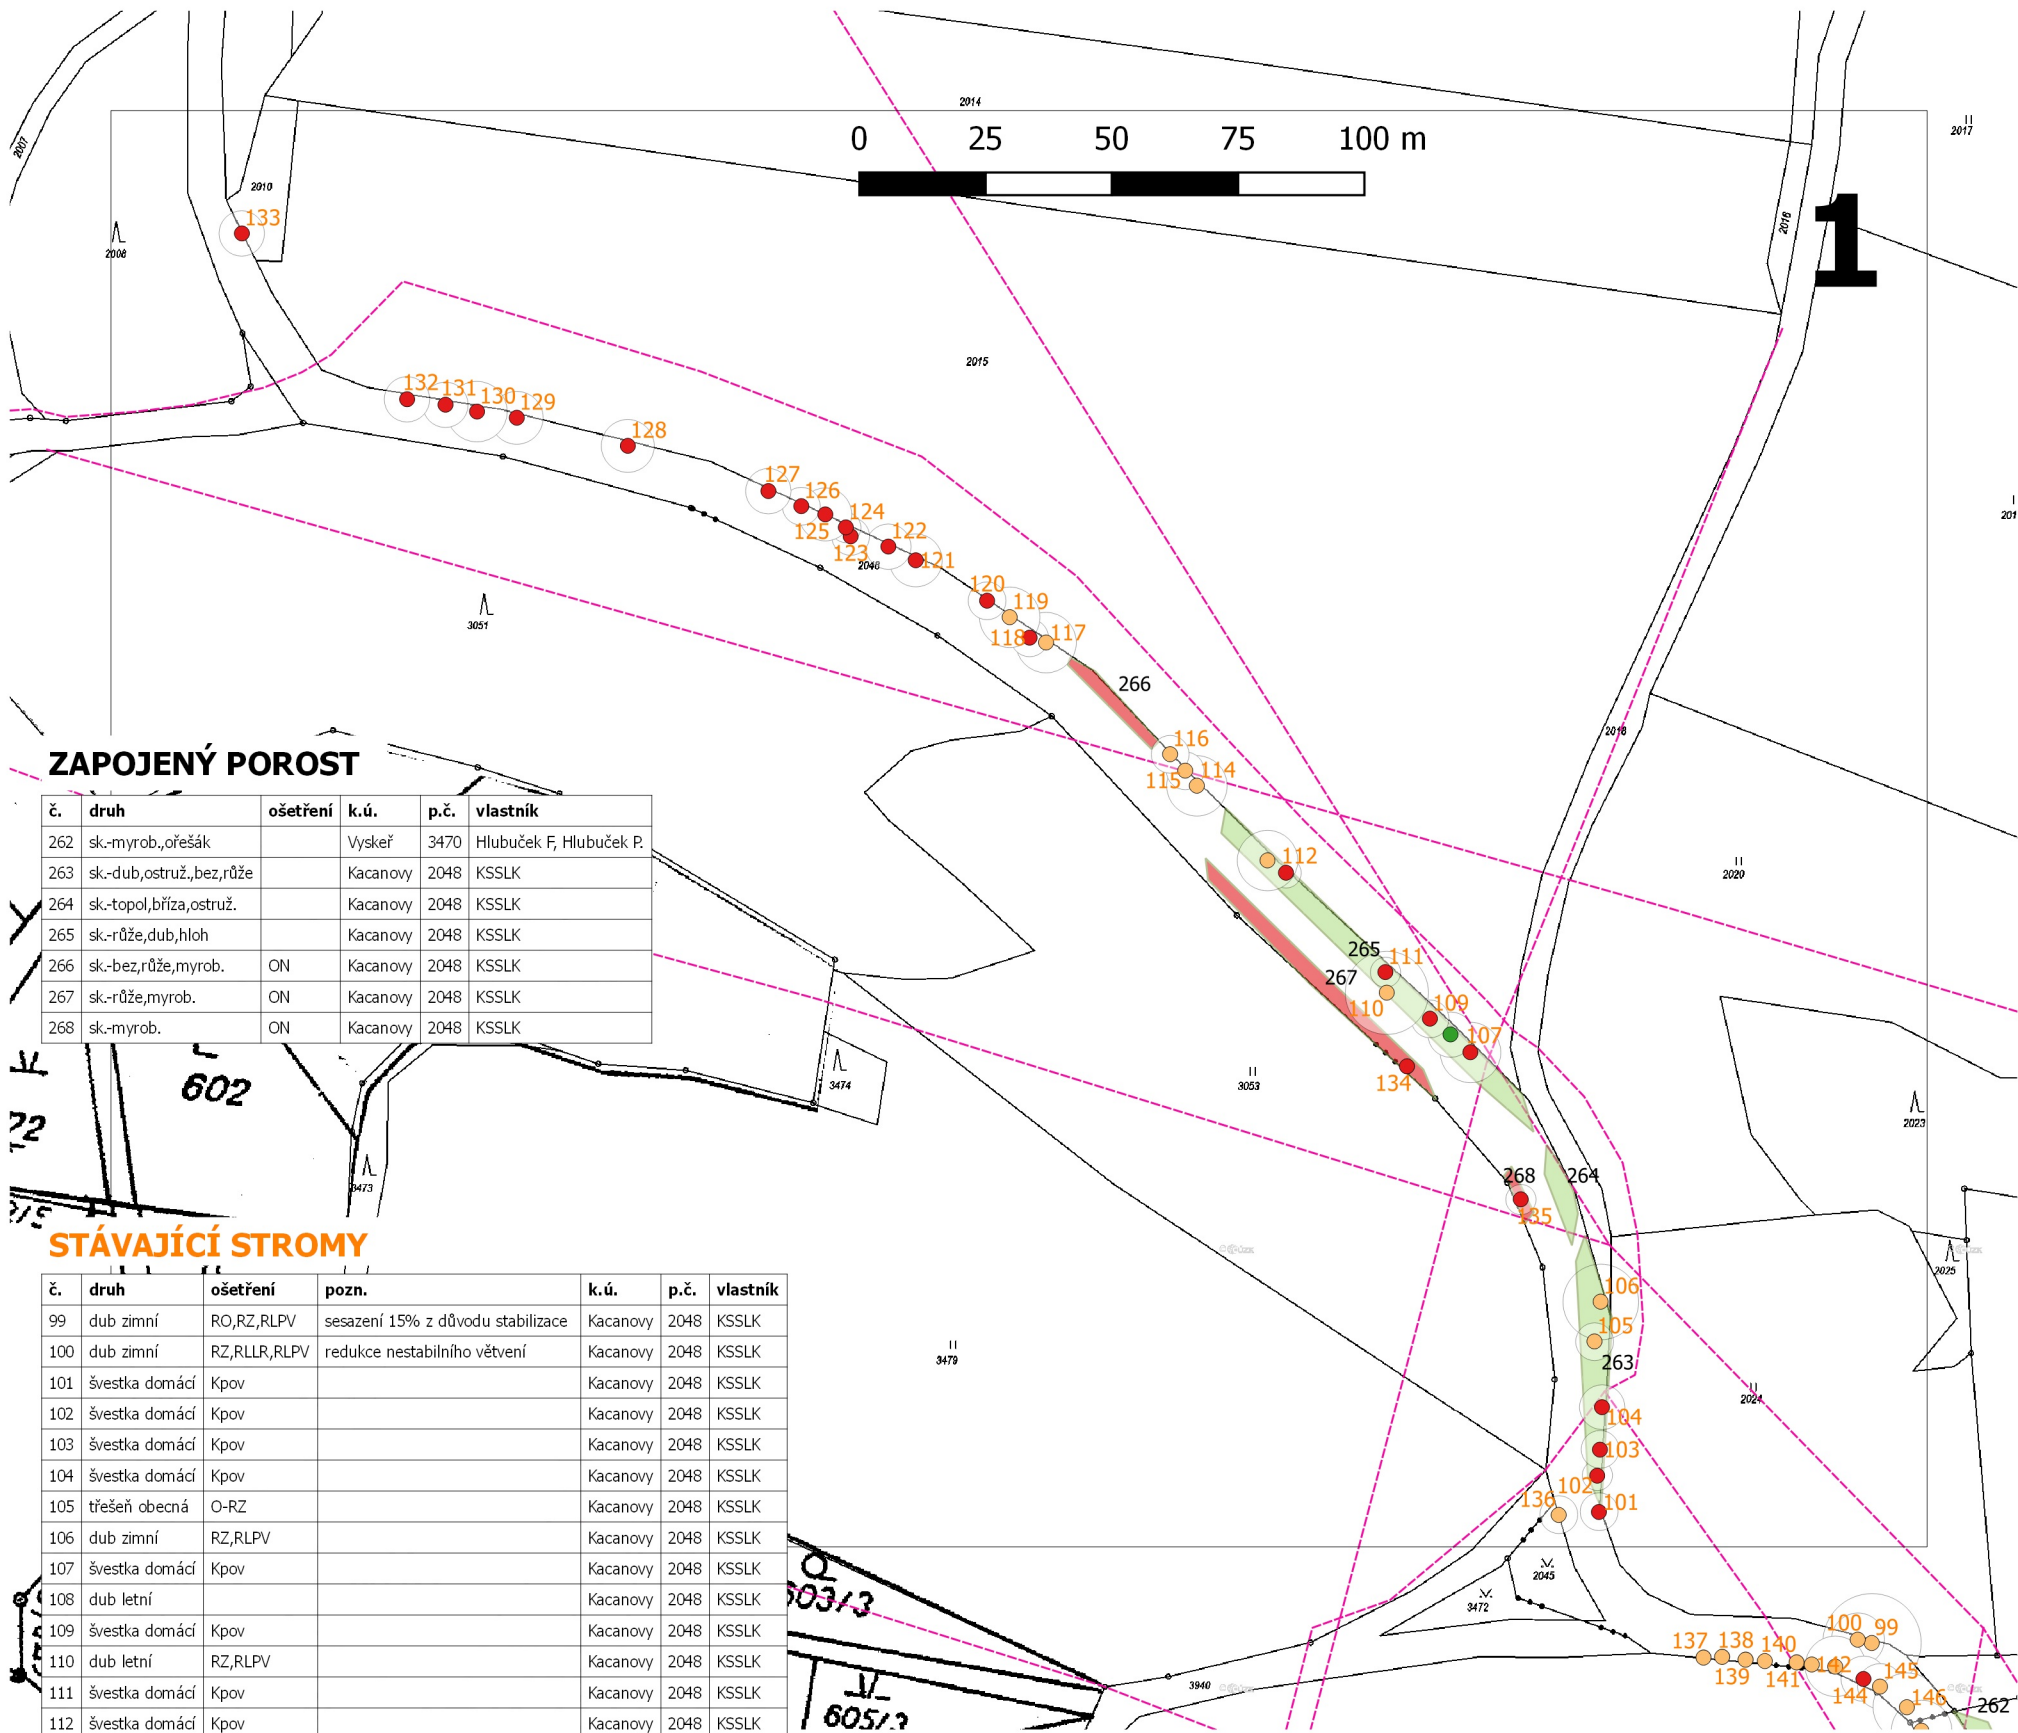 2014
2017
0 25 50 75 100 m
2007
2010
133
2008
2016
1
2015
132 131 130 129
128
127
126
124
125
123
122
121
2048
120
119
118
117
3051
201
266
2018
116
114
115
112
2020
265
111
267
110
109
107
134
3053
3474
2023
3473
268
264
135
2025
106
105
263
3479
2024
104
103
102
101
136
2045
3472
100
99
137 138 140
139 141 142
145
144
146
262
3940
602
72
603/3
605/3
ZAPOJENÝ POROST
č. druh ošetření k.ú. p.č. vlastník
262 sk.-myrob.,ořešák Vyskeř 3470 Hlubuček F, Hlubuček P.
263 sk.-dub,ostruž.,bez,růže Kacanovy 2048 KSSLK
264 sk.-topol,bříza,ostruž. Kacanovy 2048 KSSLK
265 sk.-růže,dub,hloh Kacanovy 2048 KSSLK
266 sk.-bez,růže,myrob. ON Kacanovy 2048 KSSLK
267 sk.-růže,myrob. ON Kacanovy 2048 KSSLK
268 sk.-myrob. ON Kacanovy 2048 KSSLK
STÁVAJÍCÍ STROMY
č. druh ošetření pozn. k.ú. p.č. vlastník
99 dub zimní RO,RZ,RLPV sesazení 15% z důvodu stabilizace Kacanovy 2048 KSSLK
100 dub zimní RZ,RLLR,RLPV redukce nestabilního větvení Kacanovy 2048 KSSLK
101 švestka domácí Kpov Kacanovy 2048 KSSLK
102 švestka domácí Kpov Kacanovy 2048 KSSLK
103 švestka domácí Kpov Kacanovy 2048 KSSLK
104 švestka domácí Kpov Kacanovy 2048 KSSLK
105 třešeň obecná O-RZ Kacanovy 2048 KSSLK
106 dub zimní RZ,RLPV Kacanovy 2048 KSSLK
107 švestka domácí Kpov Kacanovy 2048 KSSLK
108 dub letní Kacanovy 2048 KSSLK
109 švestka domácí Kpov Kacanovy 2048 KSSLK
110 dub letní RZ,RLPV Kacanovy 2048 KSSLK
111 švestka domácí Kpov Kacanovy 2048 KSSLK
112 švestka domácí Kpov Kacanovy 2048 KSSLK